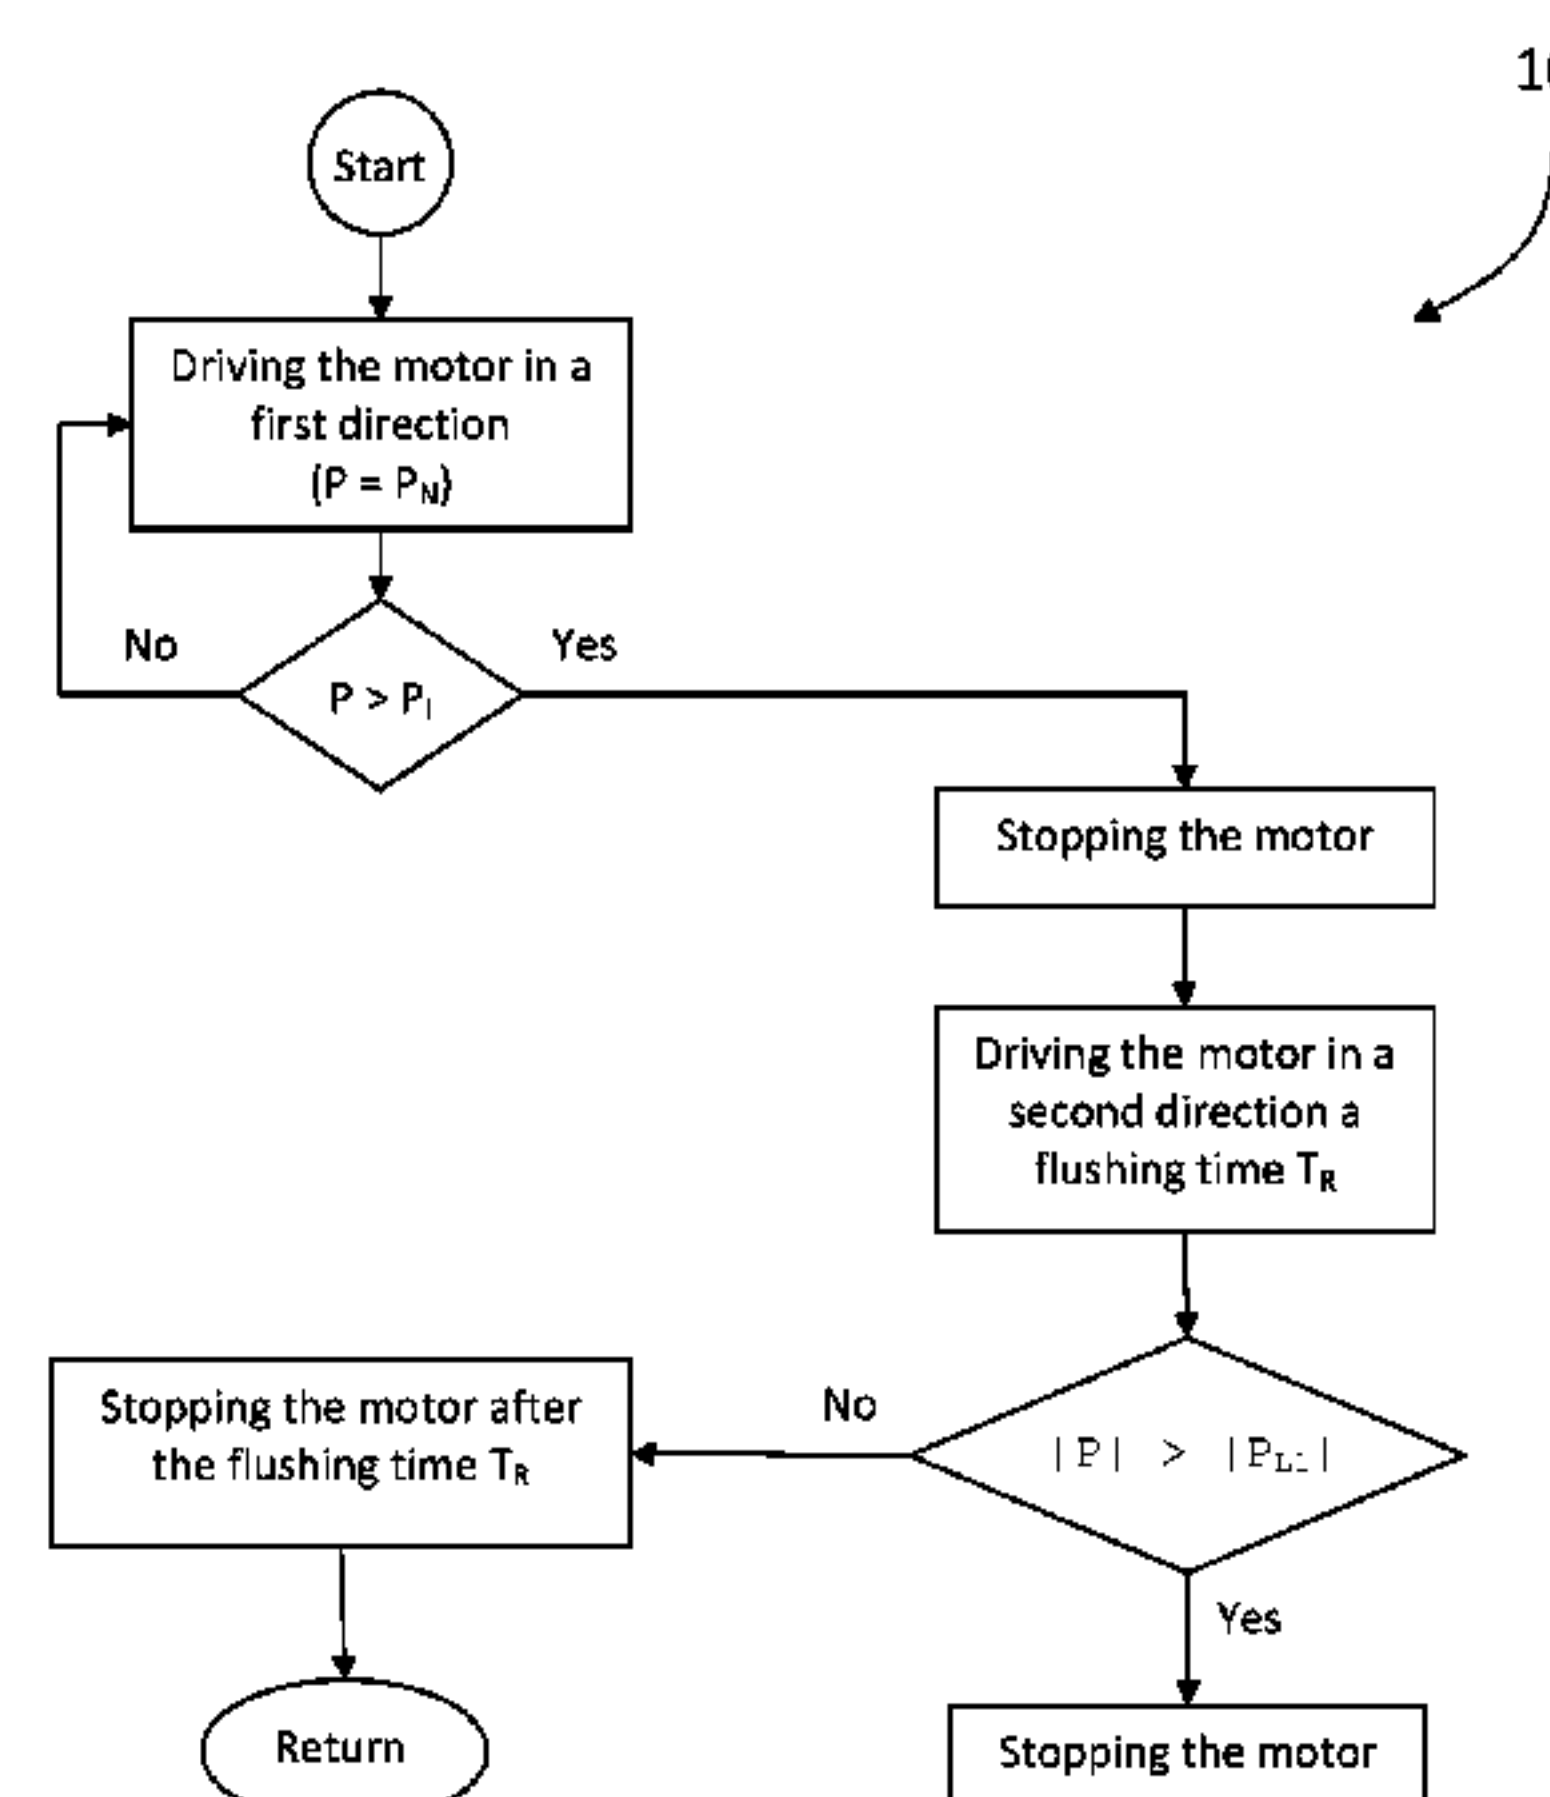 Start
Driving the motor in a
first direction
(P = PN)
No
Yes
P > PI
Stopping the motor
Driving the motor in a
second direction a
flushing time TR
Stopping the motor after
the flushing time TR
No
|P| > |PLi|
Yes
Return
Stopping the motor